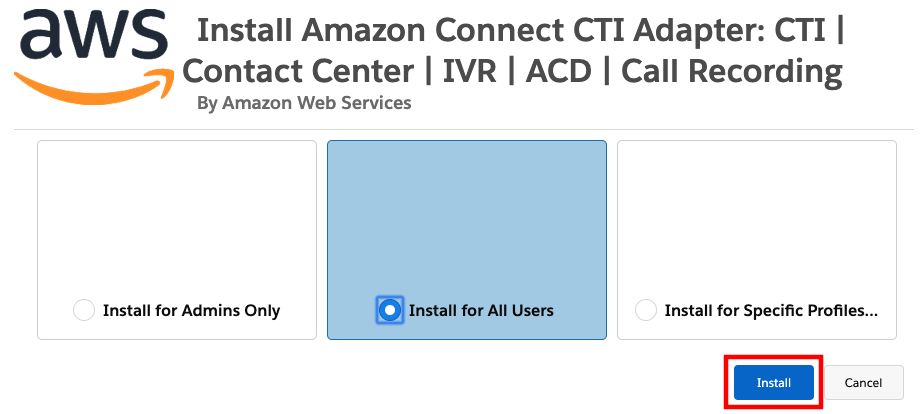 aws
Install Amazon Connect CTI Adapter: CTI |
Contact Center | IVR | ACD | Call Recording
By Amazon Web Services
Install for Admins Only
Install for All Users
Install for Specific Profiles...
Install
Cancel